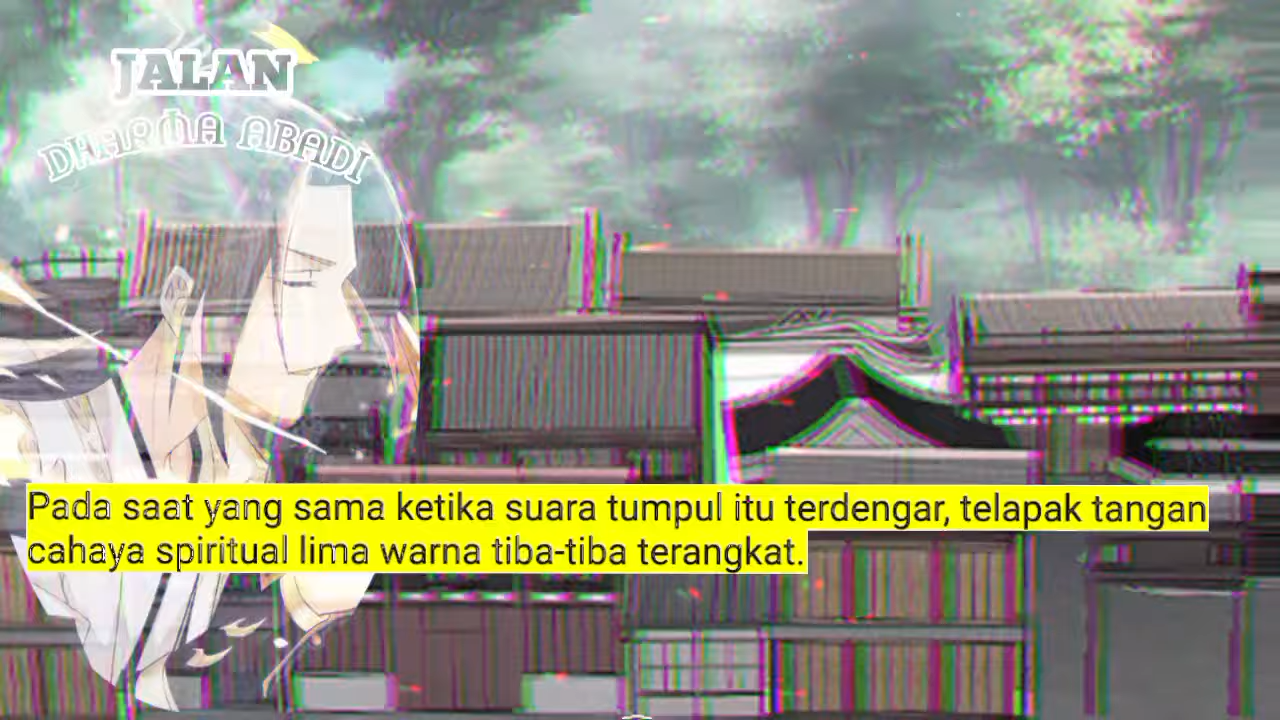 JALAN
DHARMA ABADI
Pada saat yang sama ketika suara tumpul itu terdengar, telapak tangan
cahaya spiritual lima warna tiba-tiba terangkat.